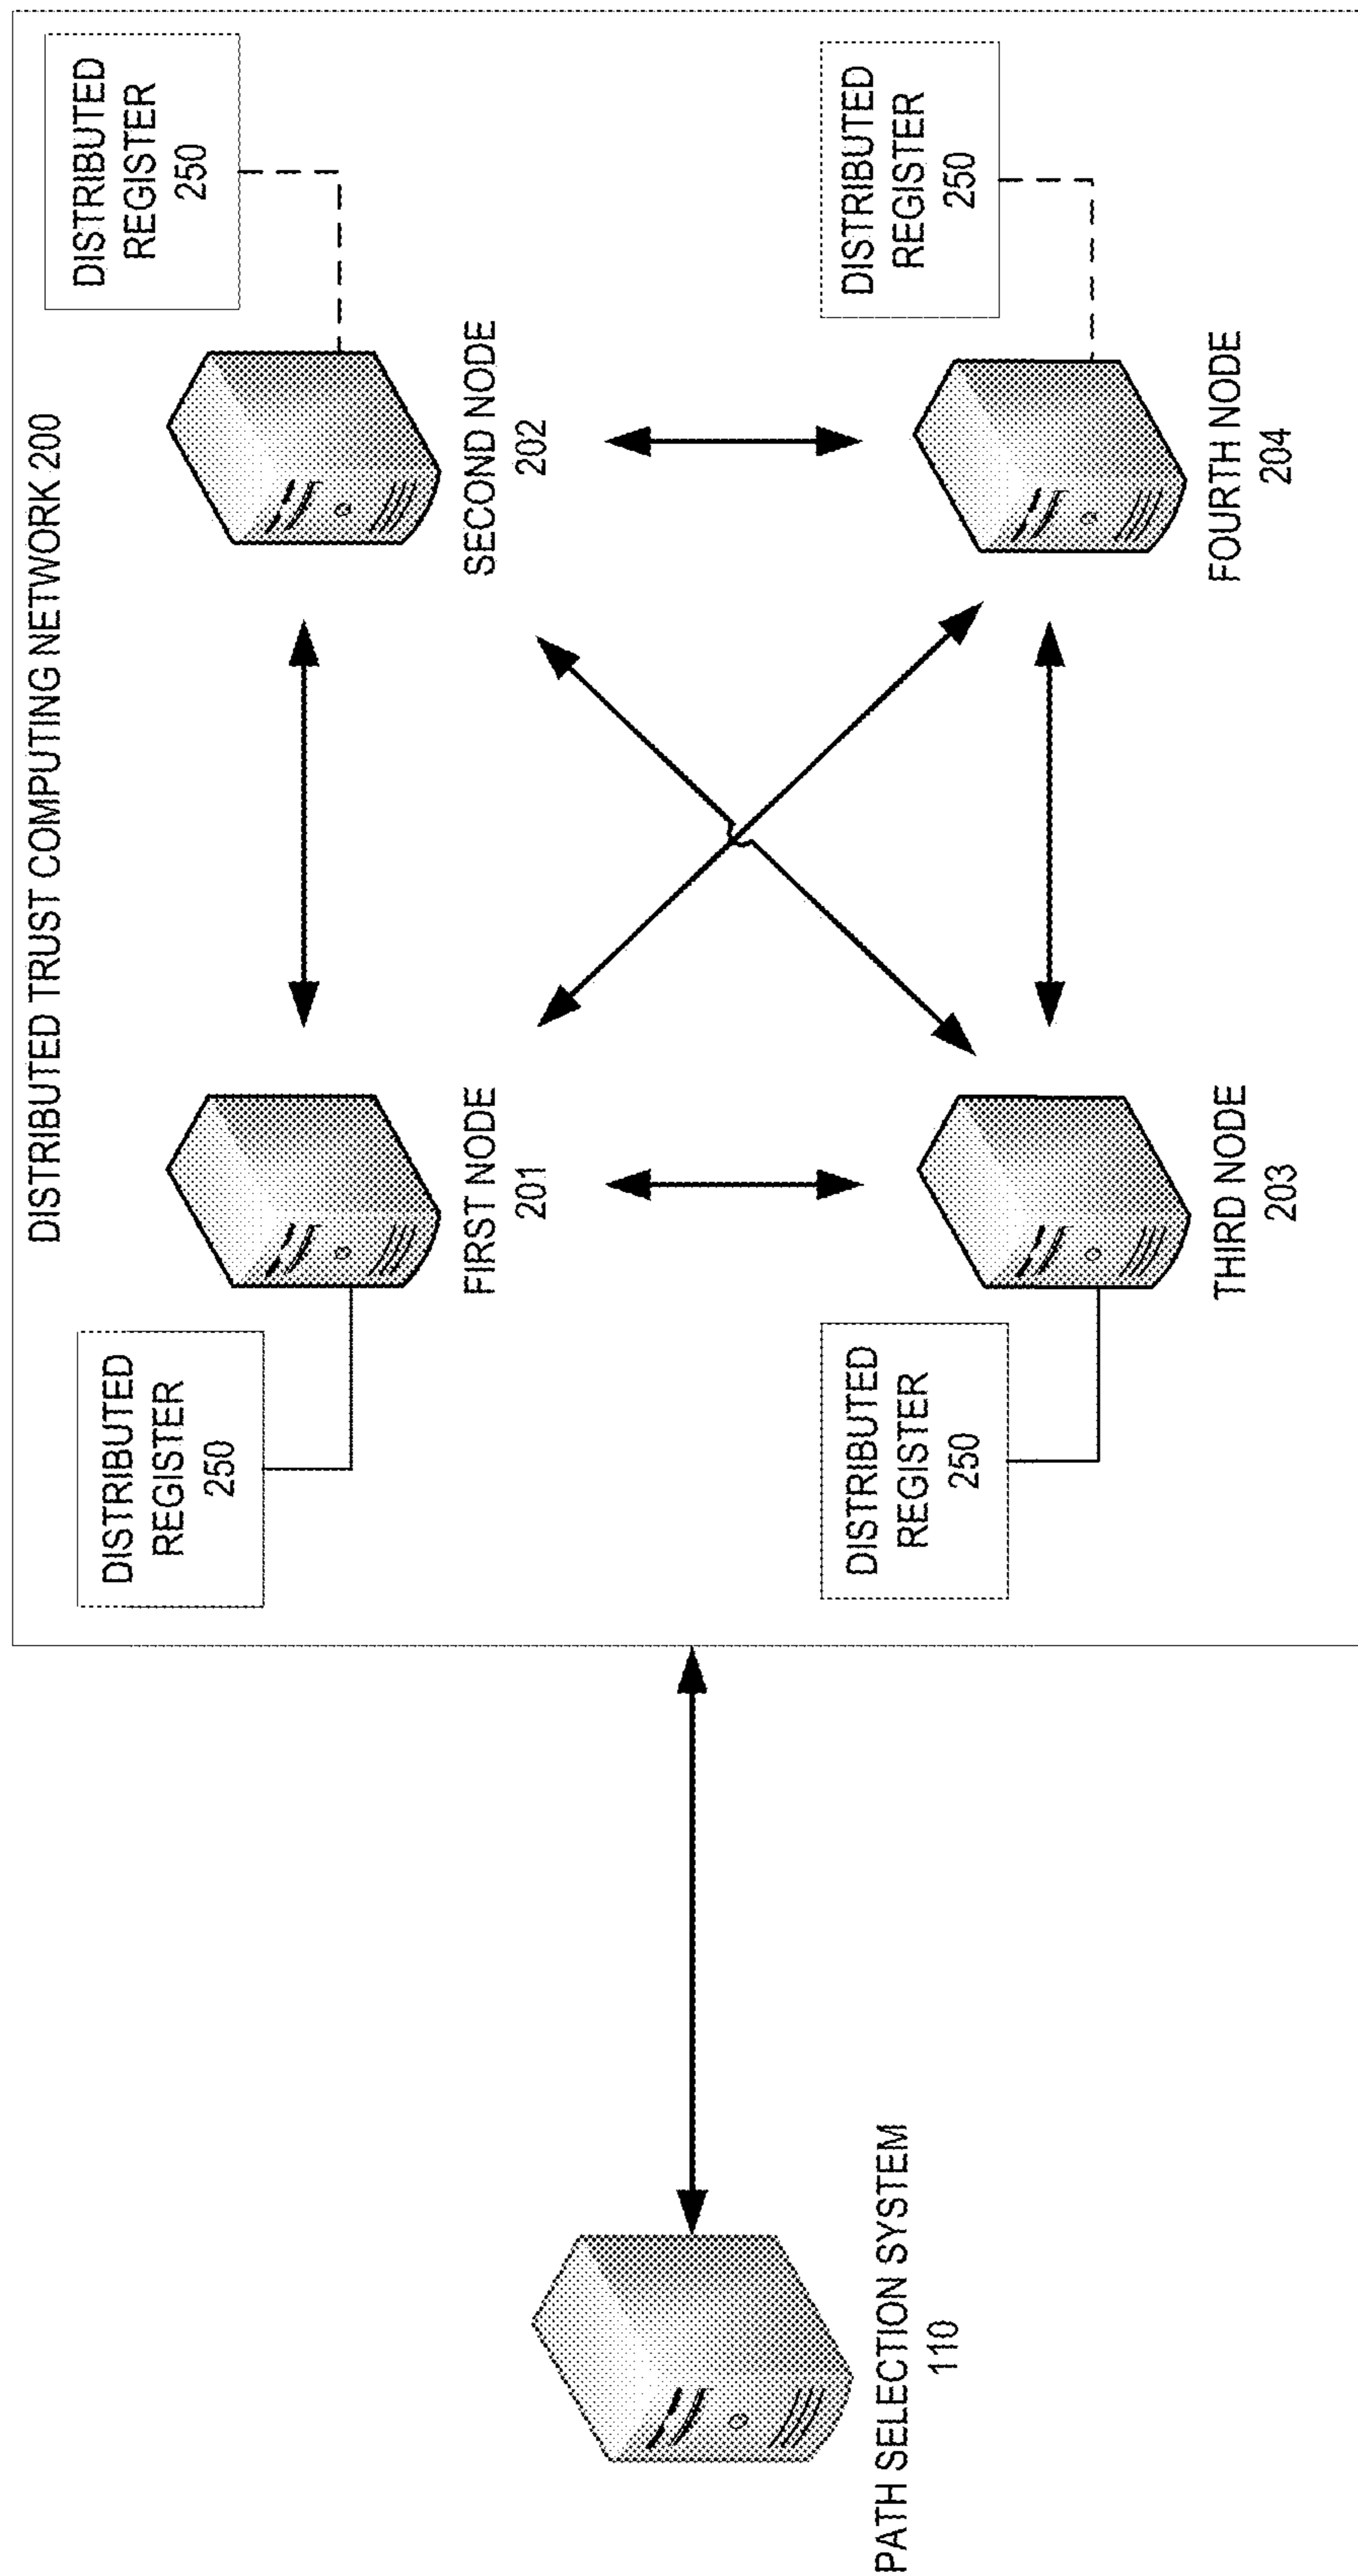 DISTRIBUTED TRUST COMPUTING NETWORK 200
DISTRIBUTED
REGISTER
250
DISTRIBUTED
REGISTER
250
FIRST NODE
201
SECOND NODE
202
PATH SELECTION SYSTEM
110
DISTRIBUTED
REGISTER
250
DISTRIBUTED
REGISTER
250
THIRD NODE
203
FOURTH NODE
204